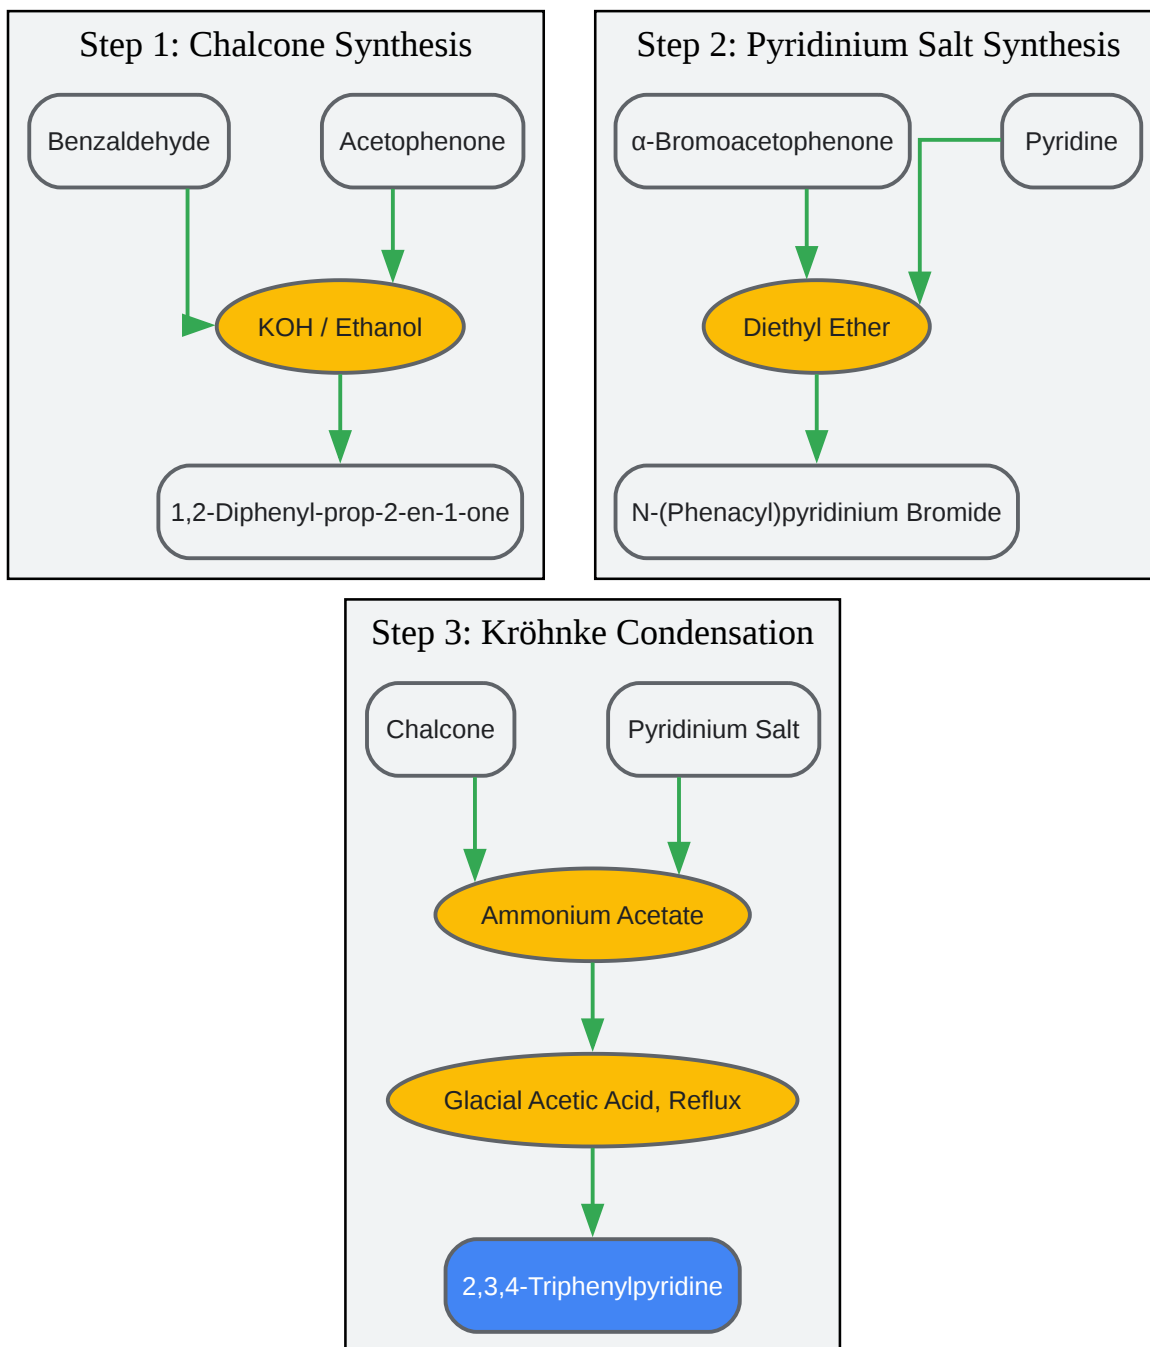 Step 1: Chalcone Synthesis
Benzaldehyde
Acetophenone
KOH / Ethanol
1,2-Diphenyl-prop-2-en-1-one
Step 2: Pyridinium Salt Synthesis
α-Bromoacetophenone
Pyridine
Diethyl Ether
N-(Phenacyl)pyridinium Bromide
Step 3: Kröhnke Condensation
Chalcone
Pyridinium Salt
Ammonium Acetate
Glacial Acetic Acid, Reflux
2,3,4-Triphenylpyridine